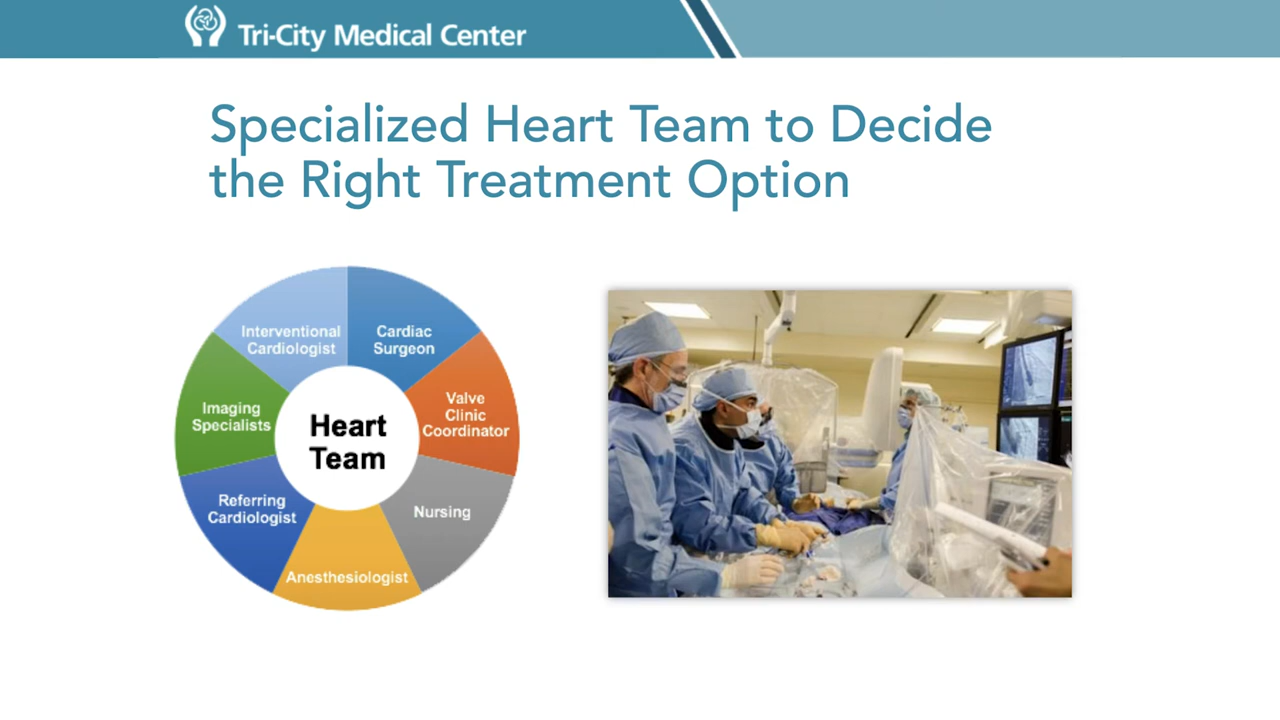 Tri-City Medical Center
Specialized Heart Team to Decide
the Right Treatment Option
Interventional
Cardiologist
Cardiac
Surgeon
Valve
Clinic
Coordinator
Nursing
Anesthesiologist
Referring
Cardiologist
Imaging
Specialists
Heart
Team